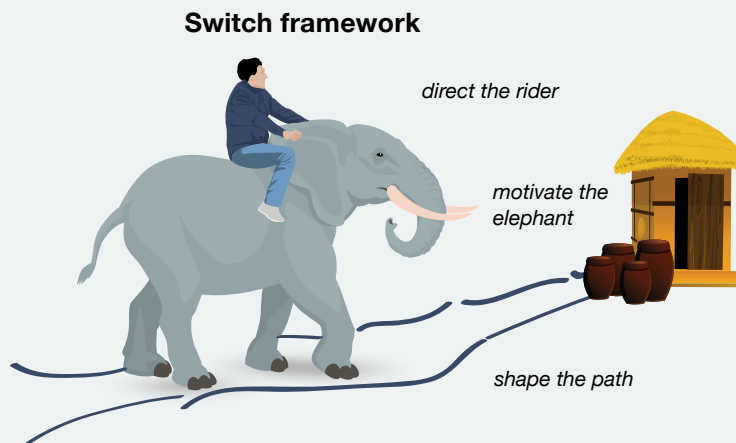 Switch framework
direct the rider
motivate the
elephant
shape the path